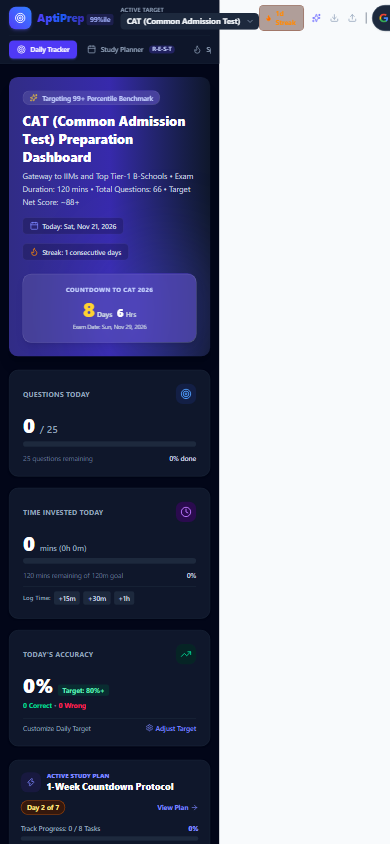 AptiPrep 99%ile
ACTIVE TARGET
CAT (Common Admission Test)
Daily Tracker
Study Planner R-E-S-T
Targeting 99+ Percentile Benchmark
CAT (Common Admission
Test) Preparation
Dashboard
Gateway to IIMs and Top Tier-1 B-Schools • Exam
Duration: 120 mins • Total Questions: 66 • Target
Net Score: ~88+
Today: Sat, Nov 21, 2026
Streak: 1 consecutive days
COUNTDOWN TO CAT 2026
8 Days 6 Hrs
Exam Date: Sun, Nov 29, 2026
QUESTIONS TODAY
0 / 25
25 questions remaining 0% done
TIME INVESTED TODAY
0 mins (0h 0m)
120 mins remaining of 120m goal 0%
Log Time: +15m +30m +1h
TODAY'S ACCURACY
0% Target: 80%+
0 Correct • 0 Wrong
Customize Daily Target Adjust Target
ACTIVE STUDY PLAN
1-Week Countdown Protocol
Day 2 of 7 View Plan →
Track Progress: 0 / 8 Tasks 0%